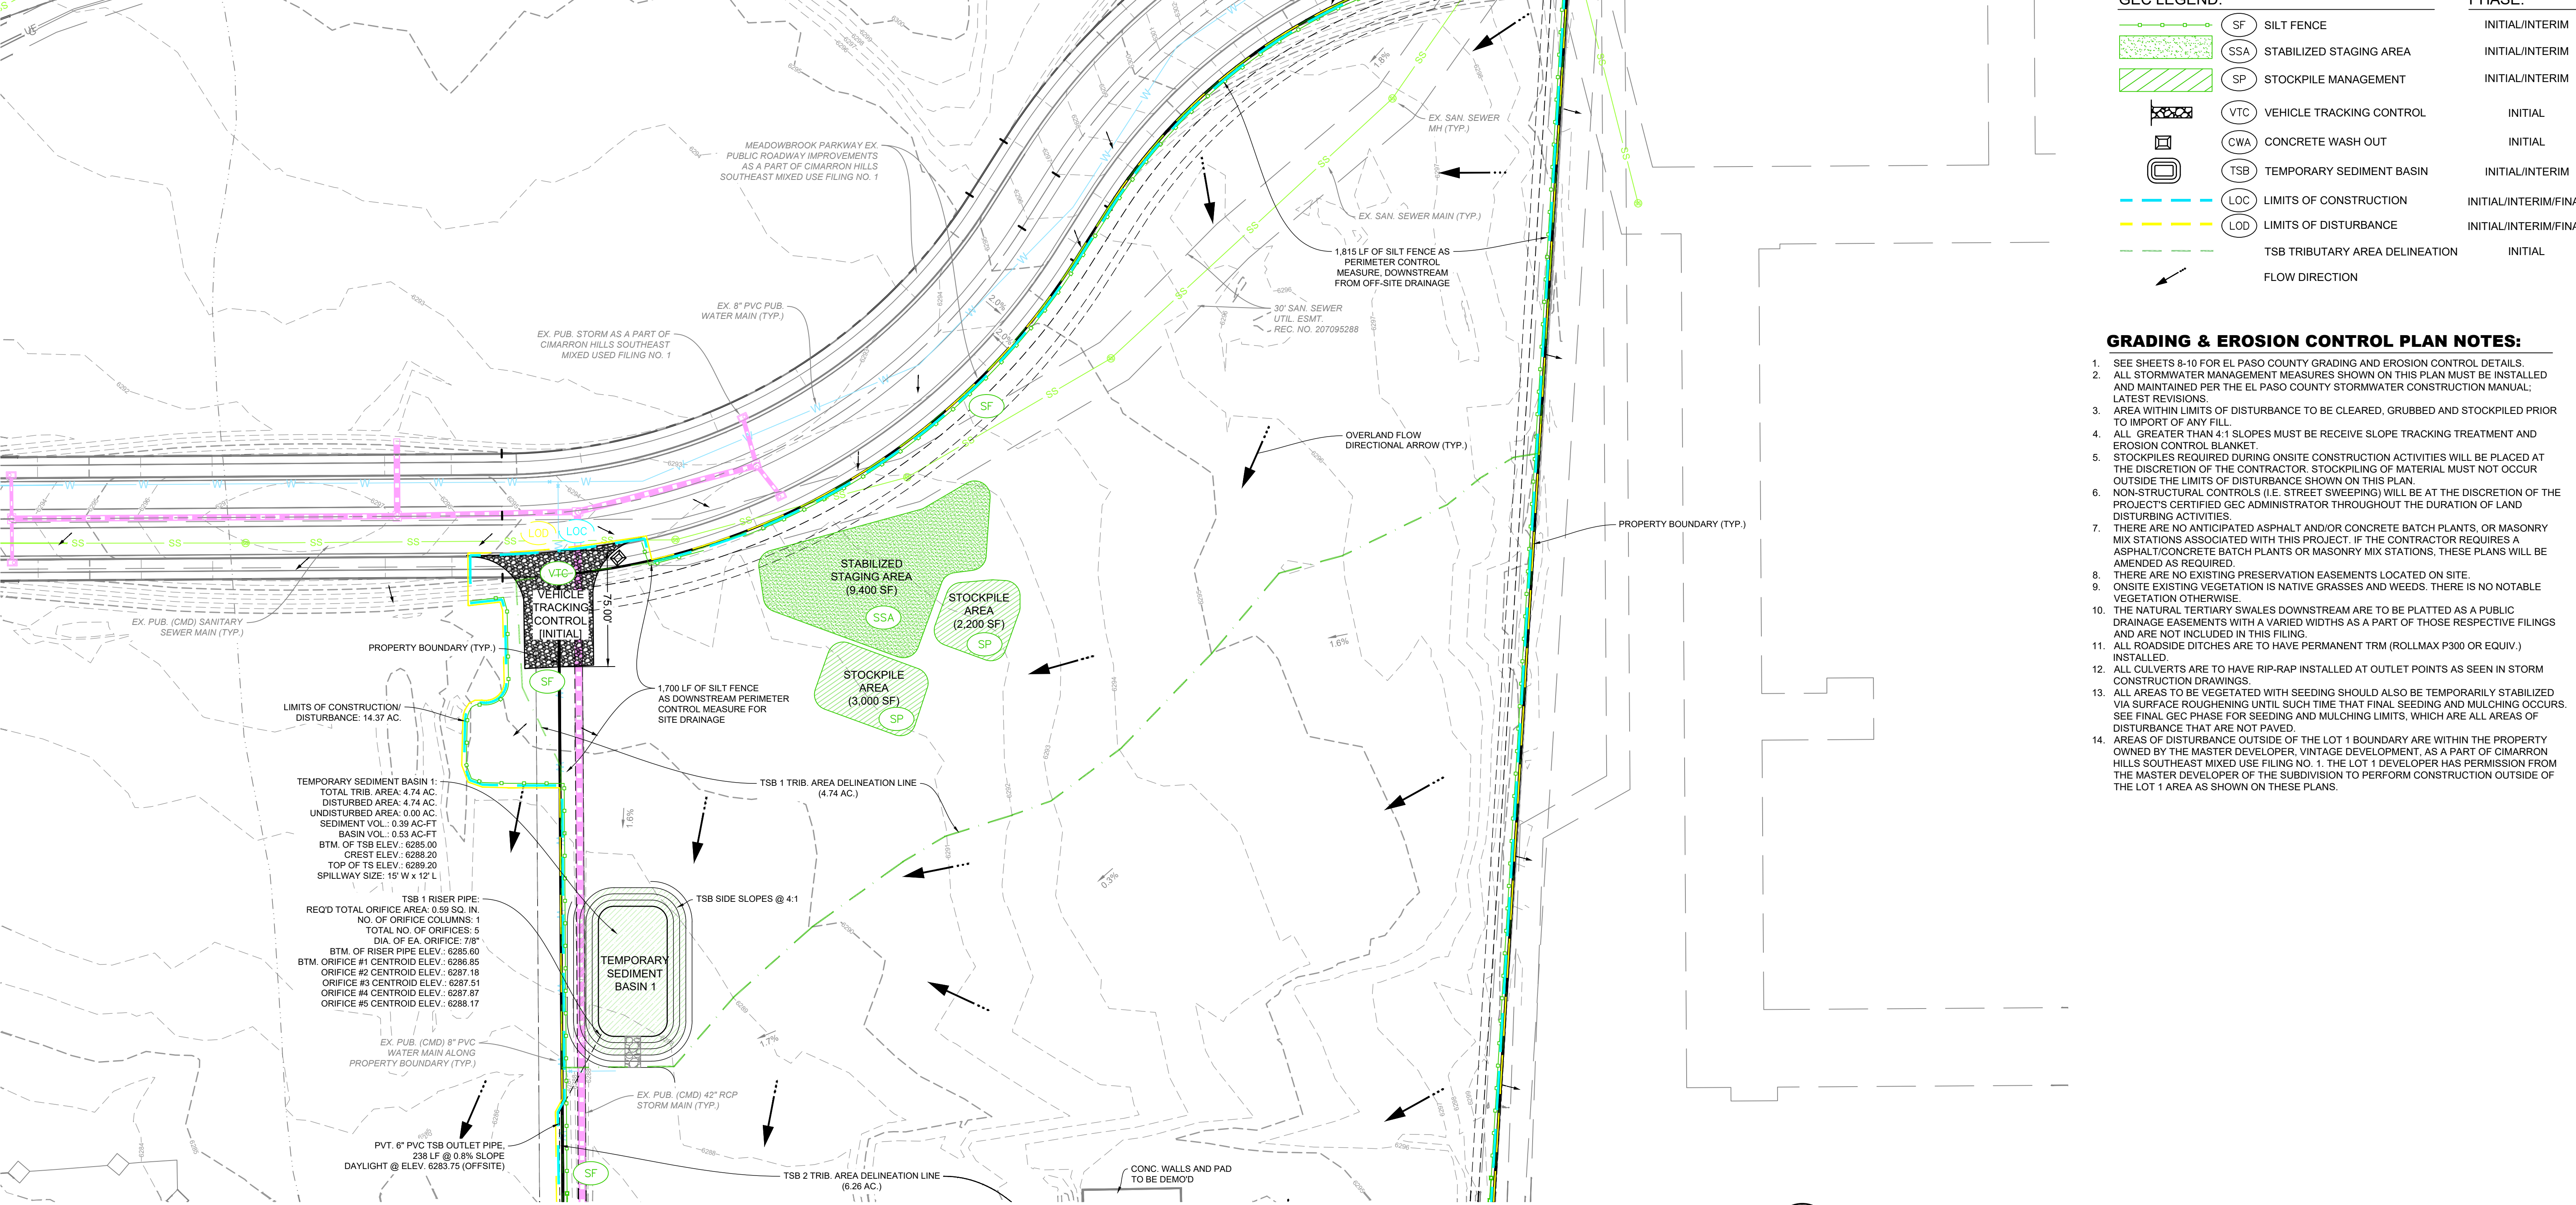 GEC LEGEND:
PHASE:
SF SILT FENCE INITIAL/INTERIM
SSA STABILIZED STAGING AREA INITIAL/INTERIM
SP STOCKPILE MANAGEMENT INITIAL/INTERIM
VTC VEHICLE TRACKING CONTROL INITIAL
CWA CONCRETE WASH OUT INITIAL
TSB TEMPORARY SEDIMENT BASIN INITIAL/INTERIM
LOC LIMITS OF CONSTRUCTION INITIAL/INTERIM/FINA
LOD LIMITS OF DISTURBANCE INITIAL/INTERIM/FINA
TSB TRIBUTARY AREA DELINEATION INITIAL
FLOW DIRECTION
GRADING & EROSION CONTROL PLAN NOTES:
1. SEE SHEETS 8-10 FOR EL PASO COUNTY GRADING AND EROSION CONTROL DETAILS.
2. ALL STORMWATER MANAGEMENT MEASURES SHOWN ON THIS PLAN MUST BE INSTALLED
AND MAINTAINED PER THE EL PASO COUNTY STORMWATER CONSTRUCTION MANUAL;
LATEST REVISIONS.
3. AREA WITHIN LIMITS OF DISTURBANCE TO BE CLEARED, GRUBBED AND STOCKPILED PRIOR
TO IMPORT OF ANY FILL.
4. ALL GREATER THAN 4:1 SLOPES MUST BE RECEIVE SLOPE TRACKING TREATMENT AND
EROSION CONTROL BLANKET.
5. STOCKPILES REQUIRED DURING ONSITE CONSTRUCTION ACTIVITIES WILL BE PLACED AT
THE DISCRETION OF THE CONTRACTOR. STOCKPILING OF MATERIAL MUST NOT OCCUR
OUTSIDE THE LIMITS OF DISTURBANCE SHOWN ON THIS PLAN.
6. NON-STRUCTURAL CONTROLS (I.E. STREET SWEEPING) WILL BE AT THE DISCRETION OF THE
PROJECT'S CERTIFIED GEC ADMINISTRATOR THROUGHOUT THE DURATION OF LAND
DISTURBING ACTIVITIES.
7. THERE ARE NO ANTICIPATED ASPHALT AND/OR CONCRETE BATCH PLANTS, OR MASONRY
MIX STATIONS ASSOCIATED WITH THIS PROJECT. IF THE CONTRACTOR REQUIRES A
ASPHALT/CONCRETE BATCH PLANTS OR MASONRY MIX STATIONS, THESE PLANS WILL BE
AMENDED AS REQUIRED.
8. THERE ARE NO EXISTING PRESERVATION EASEMENTS LOCATED ON SITE.
9. ONSITE EXISTING VEGETATION IS NATIVE GRASSES AND WEEDS. THERE IS NO NOTABLE
VEGETATION OTHERWISE.
10. THE NATURAL TERTIARY SWALES DOWNSTREAM ARE TO BE PLATTED AS A PUBLIC
DRAINAGE EASEMENTS WITH A VARIED WIDTHS AS A PART OF THOSE RESPECTIVE FILINGS
AND ARE NOT INCLUDED IN THIS FILING.
11. ALL ROADSIDE DITCHES ARE TO HAVE PERMANENT TRM (ROLLMAX P300 OR EQUIV.)
INSTALLED.
12. ALL CULVERTS ARE TO HAVE RIP-RAP INSTALLED AT OUTLET POINTS AS SEEN IN STORM
CONSTRUCTION DRAWINGS.
13. ALL AREAS TO BE VEGETATED WITH SEEDING SHOULD ALSO BE TEMPORARILY STABILIZED
VIA SURFACE ROUGHENING UNTIL SUCH TIME THAT FINAL SEEDING AND MULCHING OCCURS.
SEE FINAL GEC PHASE FOR SEEDING AND MULCHING LIMITS, WHICH ARE ALL AREAS OF
DISTURBANCE THAT ARE NOT PAVED.
14. AREAS OF DISTURBANCE OUTSIDE OF THE LOT 1 BOUNDARY ARE WITHIN THE PROPERTY
OWNED BY THE MASTER DEVELOPER, VINTAGE DEVELOPMENT, AS A PART OF CIMARRON
HILLS SOUTHEAST MIXED USE FILING NO. 1. THE LOT 1 DEVELOPER HAS PERMISSION FROM
THE MASTER DEVELOPER OF THE SUBDIVISION TO PERFORM CONSTRUCTION OUTSIDE OF
THE LOT 1 AREA AS SHOWN ON THESE PLANS.
MEADOWBROOK PARKWAY EX.
PUBLIC ROADWAY IMPROVEMENTS
AS A PART OF CIMARRON HILLS
SOUTHEAST MIXED USE FILING NO. 1
EX. 8" PVC PUB.
WATER MAIN (TYP.)
EX. PUB. STORM AS A PART OF
CIMARRON HILLS SOUTHEAST
MIXED USED FILING NO. 1
EX. SAN. SEWER
MH (TYP.)
EX. SAN. SEWER MAIN (TYP.)
1,815 LF OF SILT FENCE AS
PERIMETER CONTROL
MEASURE, DOWNSTREAM
FROM OFF-SITE DRAINAGE
30' SAN. SEWER
UTIL. ESMT.
REC. NO. 207095288
OVERLAND FLOW
DIRECTIONAL ARROW (TYP.)
PROPERTY BOUNDARY (TYP.)
SF
LOD
LOC
VTC
VEHICLE
TRACKING
CONTROL
[INITIAL]
75.00'
STABILIZED
STAGING AREA
(9,400 SF)
SSA
STOCKPILE
AREA
(2,200 SF)
SP
STOCKPILE
AREA
(3,000 SF)
SP
EX. PUB. (CMD) SANITARY
SEWER MAIN (TYP.)
PROPERTY BOUNDARY (TYP.)
SF
1,700 LF OF SILT FENCE
AS DOWNSTREAM PERIMETER
CONTROL MEASURE FOR
SITE DRAINAGE
LIMITS OF CONSTRUCTION/
DISTURBANCE: 14.37 AC.
TEMPORARY SEDIMENT BASIN 1:
TOTAL TRIB. AREA: 4.74 AC.
DISTURBED AREA: 4.74 AC.
UNDISTURBED AREA: 0.00 AC.
SEDIMENT VOL.: 0.39 AC-FT
BASIN VOL.: 0.53 AC-FT
BTM. OF TSB ELEV.: 6285.00
CREST ELEV.: 6288.20
TOP OF TS ELEV.: 6289.20
SPILLWAY SIZE: 15' W x 12' L
TSB 1 TRIB. AREA DELINEATION LINE
(4.74 AC.)
TSB 1 RISER PIPE:
REQ'D TOTAL ORIFICE AREA: 0.59 SQ. IN.
NO. OF ORIFICE COLUMNS: 1
TOTAL NO. OF ORIFICES: 5
DIA. OF EA. ORIFICE: 7/8"
BTM. OF RISER PIPE ELEV.: 6285.60
BTM. ORIFICE #1 CENTROID ELEV.: 6286.85
ORIFICE #2 CENTROID ELEV.: 6287.18
ORIFICE #3 CENTROID ELEV.: 6287.51
ORIFICE #4 CENTROID ELEV.: 6287.87
ORIFICE #5 CENTROID ELEV.: 6288.17
TSB SIDE SLOPES @ 4:1
TEMPORARY
SEDIMENT
BASIN 1
EX. PUB. (CMD) 8" PVC
WATER MAIN ALONG
PROPERTY BOUNDARY (TYP.)
EX. PUB. (CMD) 42" RCP
STORM MAIN (TYP.)
PVT. 6" PVC TSB OUTLET PIPE,
238 LF @ 0.8% SLOPE
DAYLIGHT @ ELEV. 6283.75 (OFFSITE)
SF
TSB 2 TRIB. AREA DELINEATION LINE
(6.26 AC.)
CONC. WALLS AND PAD
TO BE DEMO'D
1.8%
2.0%
2.0%
1.6%
1.6%
0.3%
1.7%